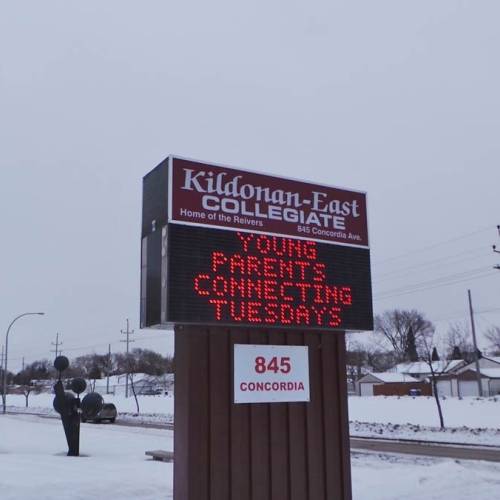 Kildonan-East
COLLEGIATE
Home of the Reivers 845 Concordia Ave.
YOUNG
PARENTS
CONNECTING
TUESDAYS
845
CONCORDIA